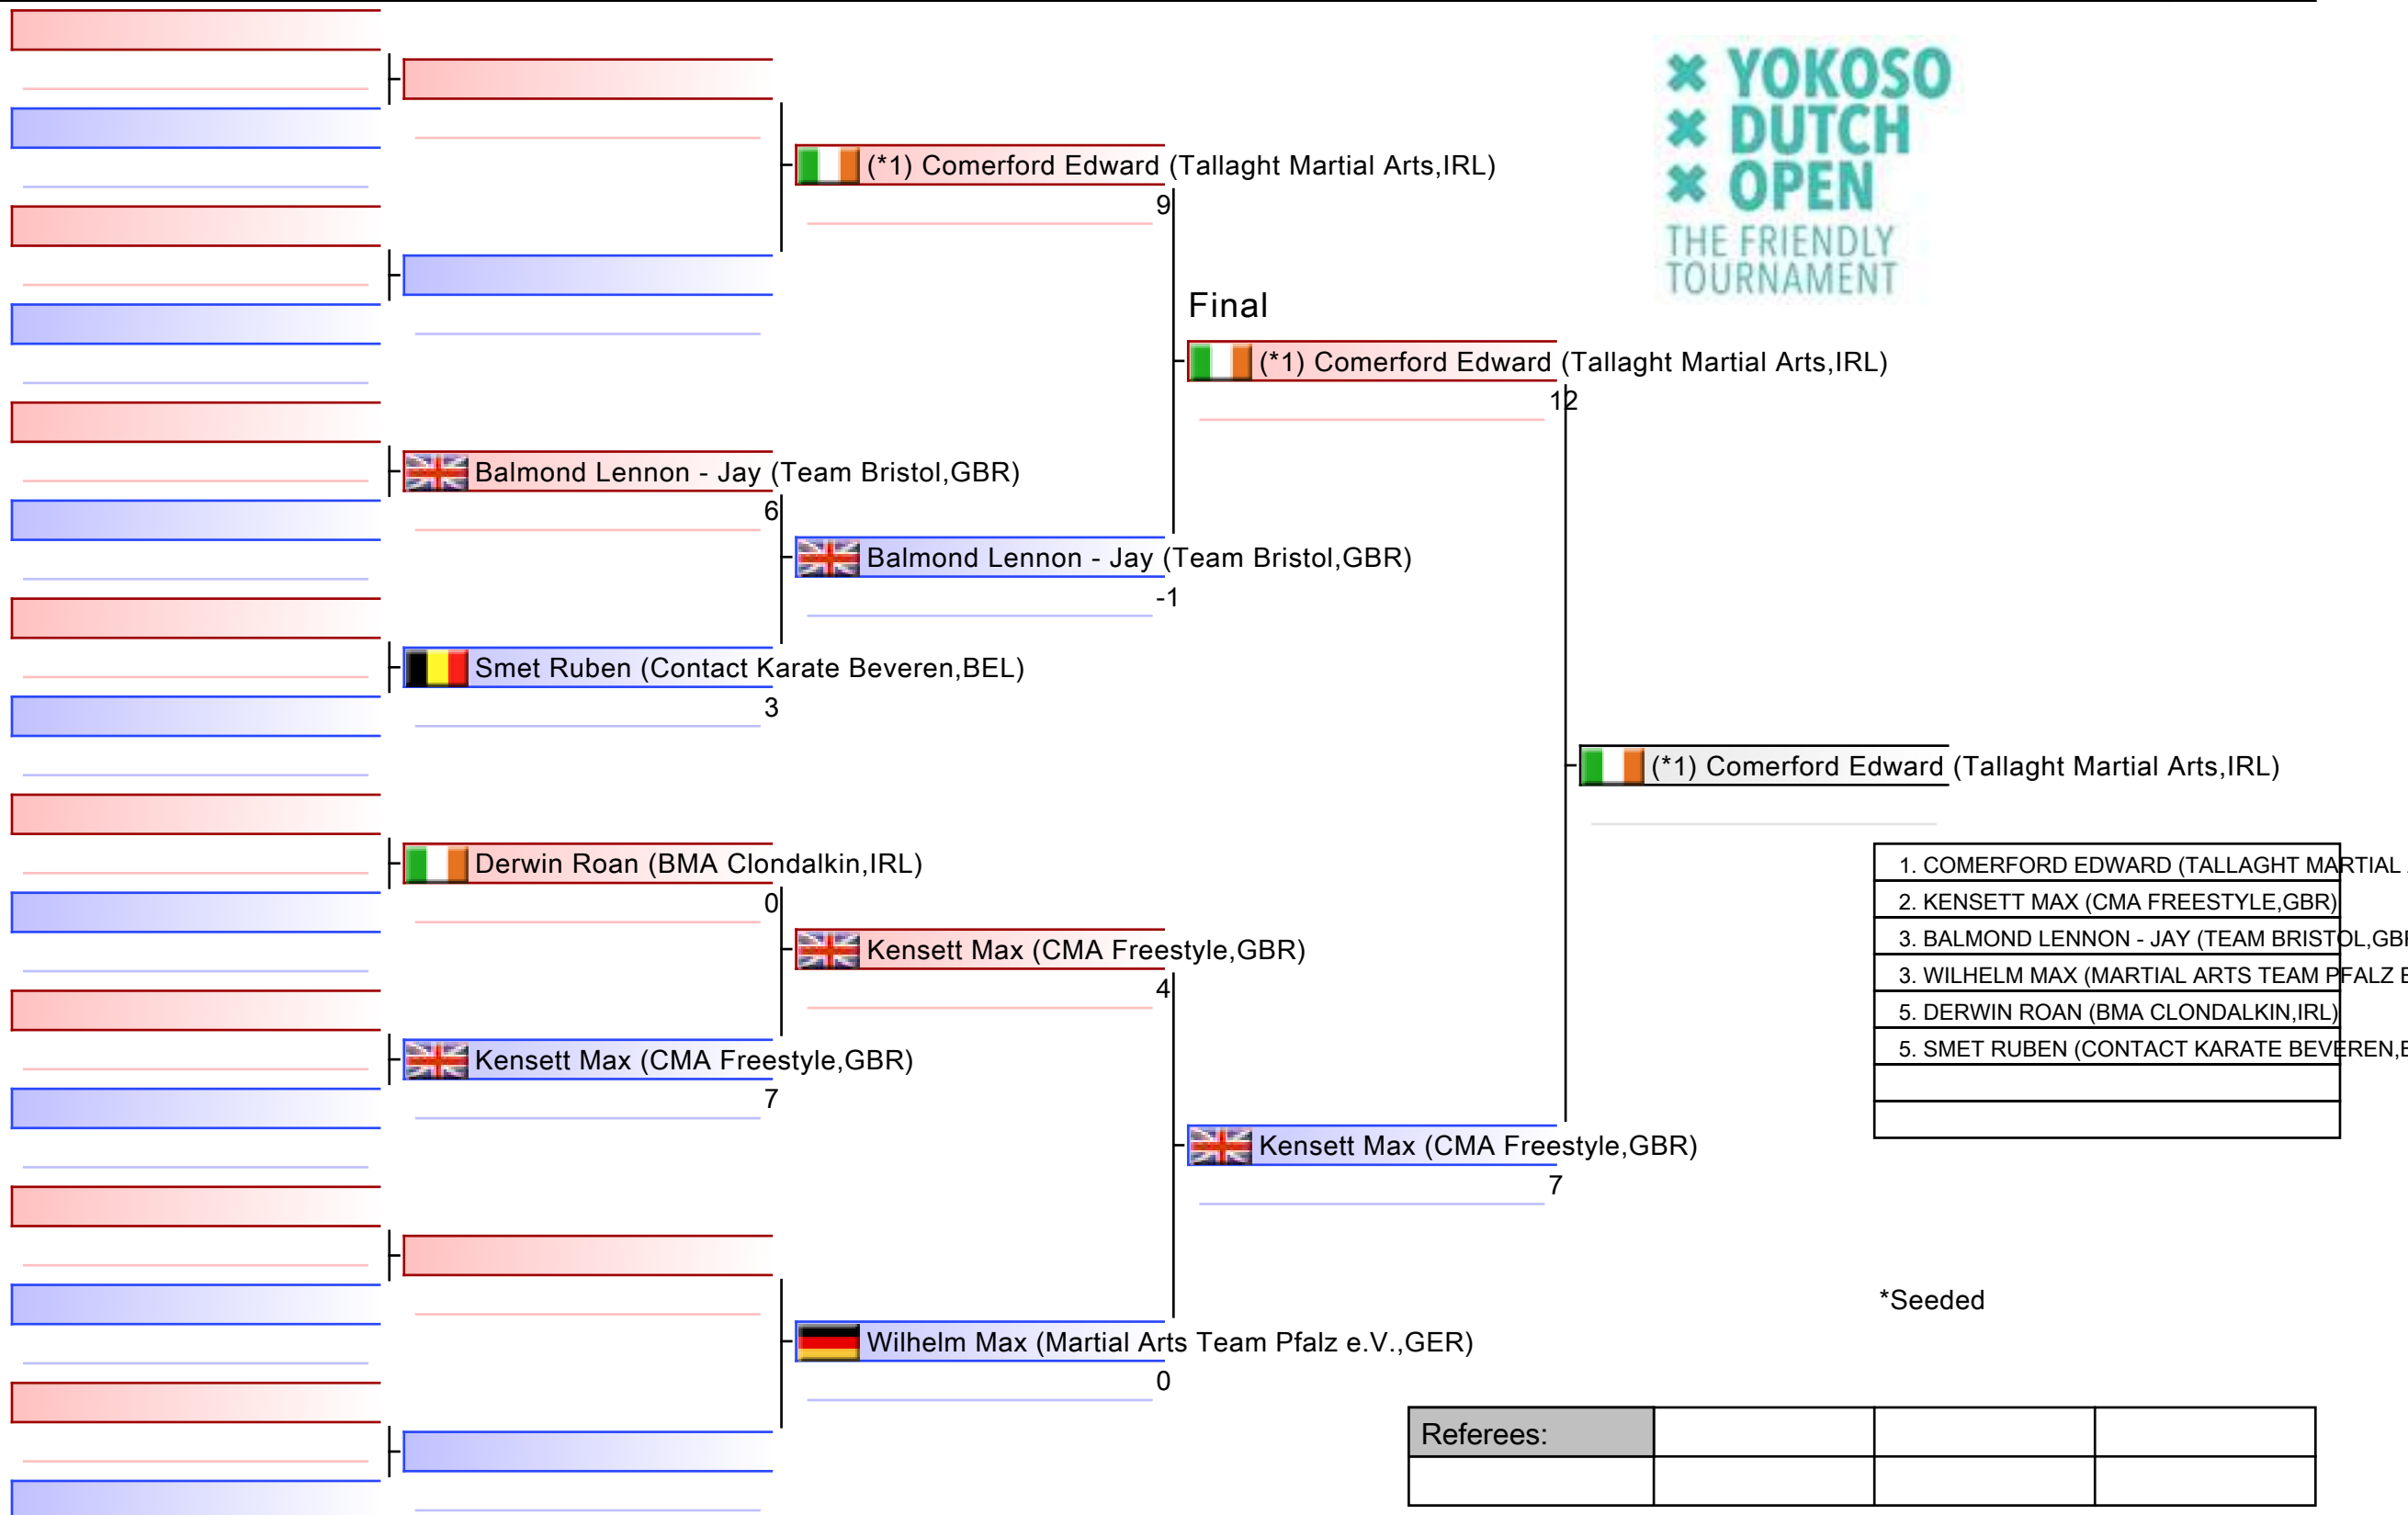 YOKOSO
DUTCH
OPEN
THE FRIENDLY
TOURNAMENT
(*1) Comerford Edward (Tallaght Martial Arts,IRL)
9
Final
(*1) Comerford Edward (Tallaght Martial Arts,IRL)
12
Balmond Lennon - Jay (Team Bristol,GBR)
6
Balmond Lennon - Jay (Team Bristol,GBR)
-1
Smet Ruben (Contact Karate Beveren,BEL)
3
(*1) Comerford Edward (Tallaght Martial Arts,IRL)
Derwin Roan (BMA Clondalkin,IRL)
0
Kensett Max (CMA Freestyle,GBR)
4
Kensett Max (CMA Freestyle,GBR)
7
Kensett Max (CMA Freestyle,GBR)
7
Wilhelm Max (Martial Arts Team Pfalz e.V.,GER)
0
1. COMERFORD EDWARD (TALLAGHT MARTIAL
2. KENSETT MAX (CMA FREESTYLE,GBR)
3. BALMOND LENNON - JAY (TEAM BRISTOL,GBR
3. WILHELM MAX (MARTIAL ARTS TEAM PFALZ E
5. DERWIN ROAN (BMA CLONDALKIN,IRL)
5. SMET RUBEN (CONTACT KARATE BEVEREN,B
*Seeded
Referees: